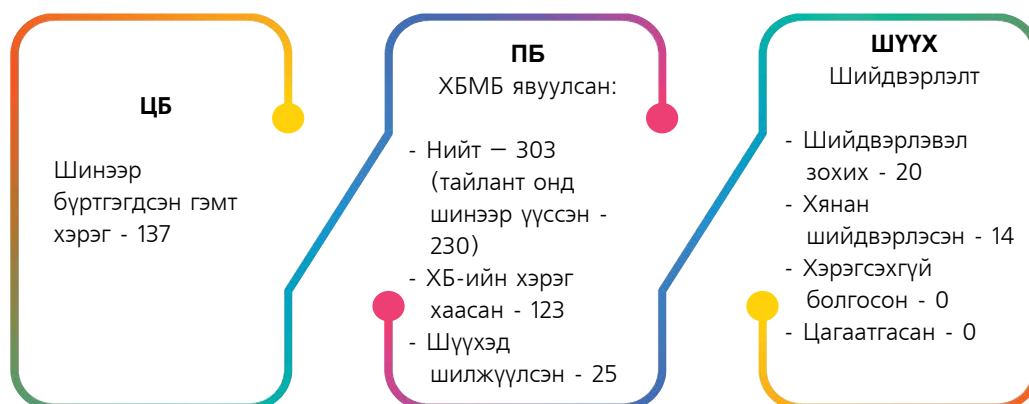 ЦБ
Шинээр
бүртгэгдсэн гэмт
хэрэг - 137
ПБ
ХБМБ явуулсан:
- Нийт – 303
(тайлант онд
шинээр үүссэн -
230)
- ХБ-ийн хэрэг
хаасан - 123
- Шүүхэд
шилжүүлсэн - 25
ШҮҮХ
Шийдвэрлэлт
- Шийдвэрлэвэл
зохих - 20
- Хянан
шийдвэрлэсэн - 14
- Хэрэгсэхгүй
болгосон - 0
- Цагаатгасан - 0